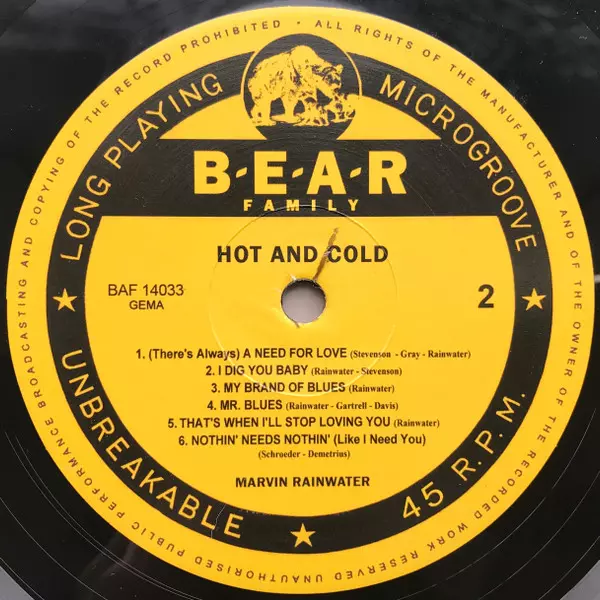 ALL RIGHTS OF THE MANUFACTURER AND OF THE OWNER OF THE RECORDED WORK RESERVED UNAUTHORISED PUBLIC PERFORMANCE BROADCASTING AND COPYING OF THE RECORD PROHIBITED •
LONG PLAYING
MICROGROOVE
B·E·A·R
FAMILY
HOT AND COLD
BAF 14033
GEMA
2
1. (There's Always) A NEED FOR LOVE (Stevenson - Gray - Rainwater)
2. I DIG YOU BABY (Rainwater - Stevenson)
3. MY BRAND OF BLUES (Rainwater)
4. MR. BLUES (Rainwater - Gartrell - Davis)
5. THAT'S WHEN I'LL STOP LOVING YOU (Rainwater)
6. NOTHIN' NEEDS NOTHIN' (Like I Need You)
(Schroeder - Demetrius)
MARVIN RAINWATER
UNBREAKABLE
45 R.P.M.